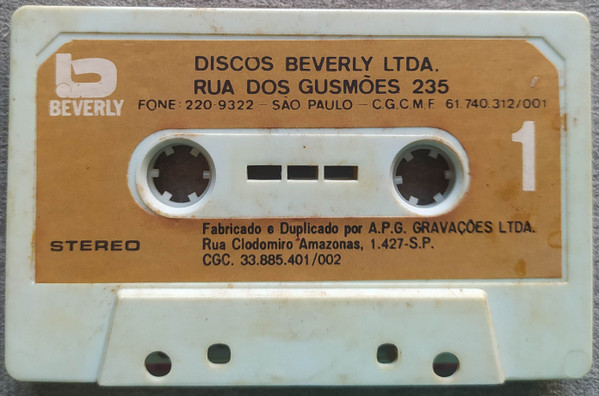 DISCOS BEVERLY LTDA.
RUA DOS GUSMÕES 235
BEVERLY
FONE: 220-9322 – SÃO PAULO – C.G.C.M.F. 61.740.312/001
1
STEREO
Fabricado e Duplicado por A.P.G. GRAVAÇÕES LTDA.
Rua Clodomiro Amazonas, 1.427-S.P.
CGC. 33.885.401/002